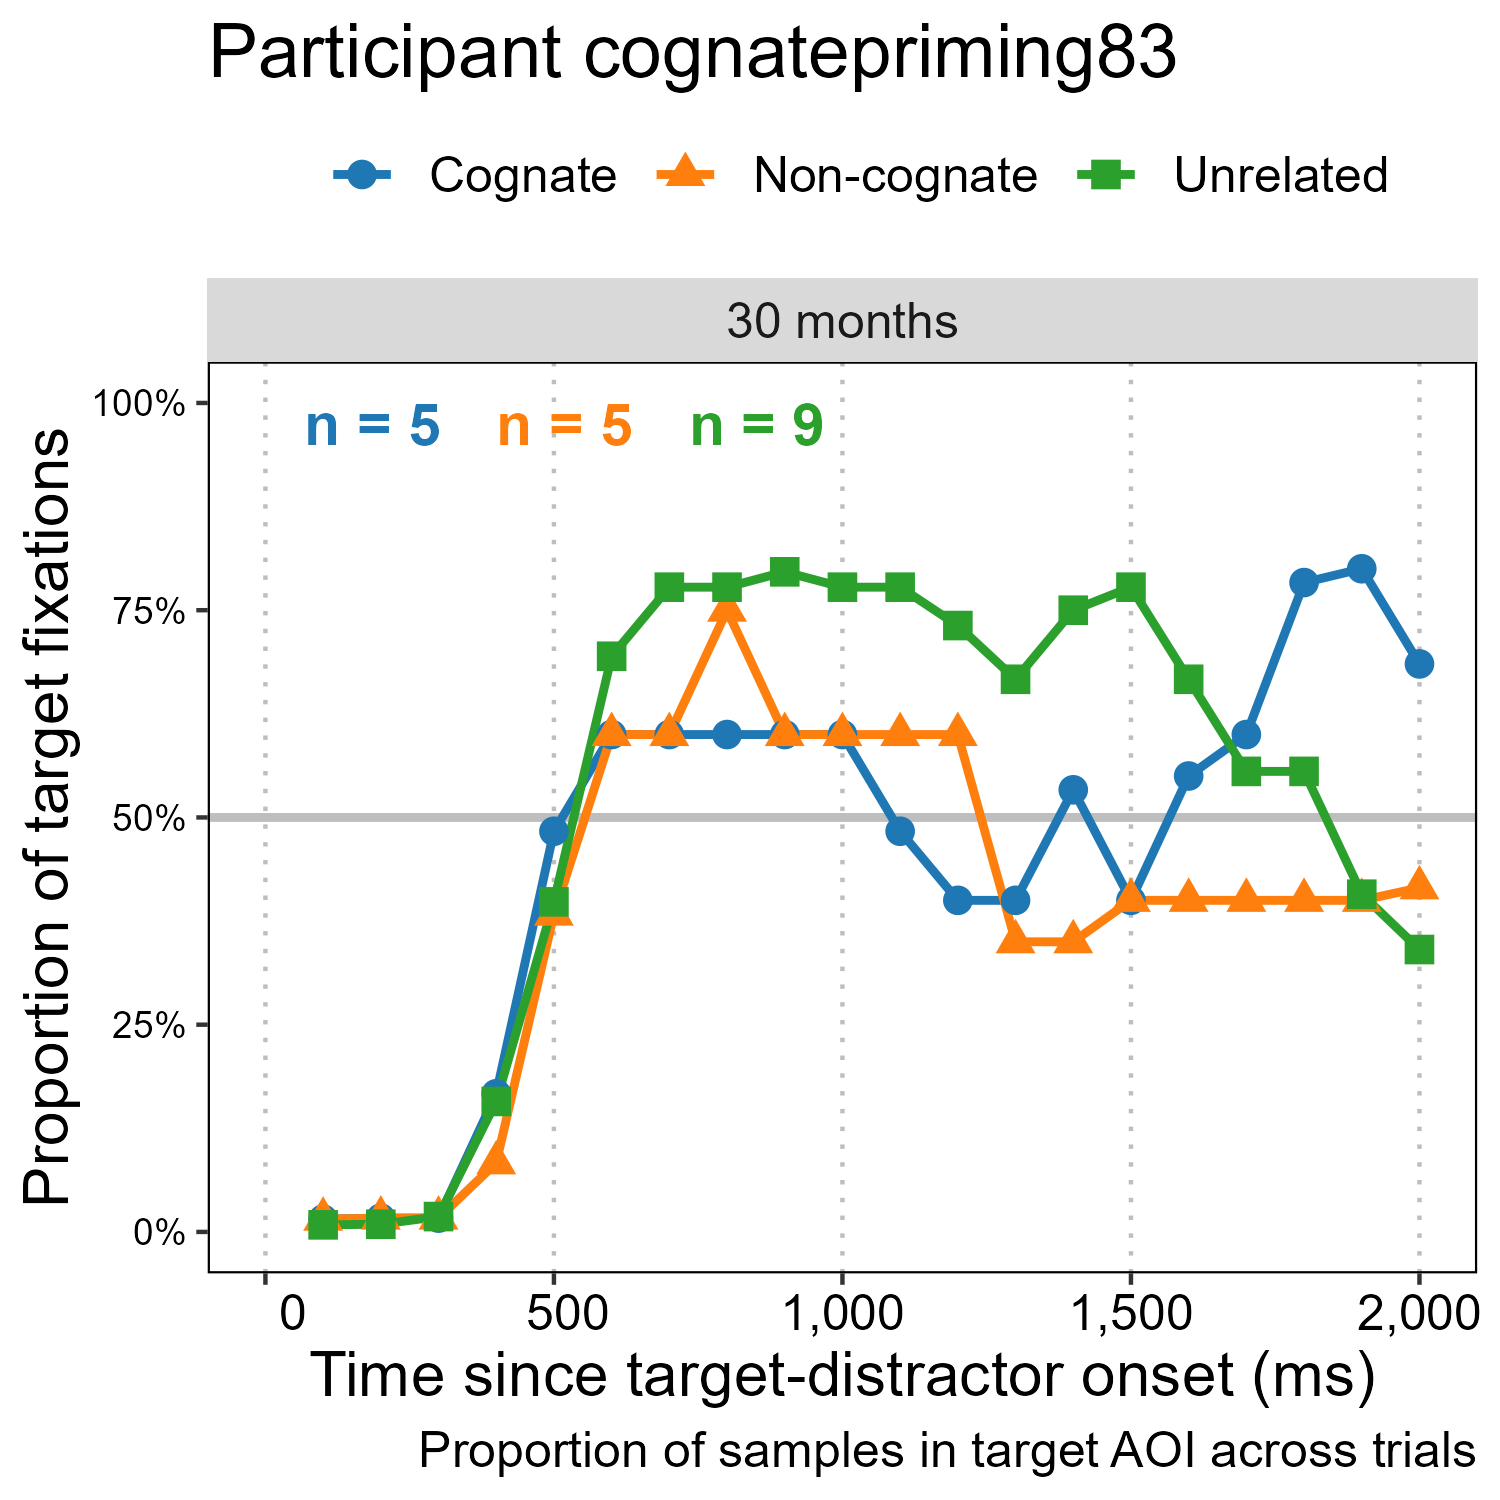 Participant cognatepriming83
Cognate Non-cognate Unrelated
30 months
n = 5 n = 5 n = 9
100%
75%
50%
25%
0%
Proportion of target fixations
0 500 1,000 1,500 2,000
Time since target-distractor onset (ms)
Proportion of samples in target AOI across trials